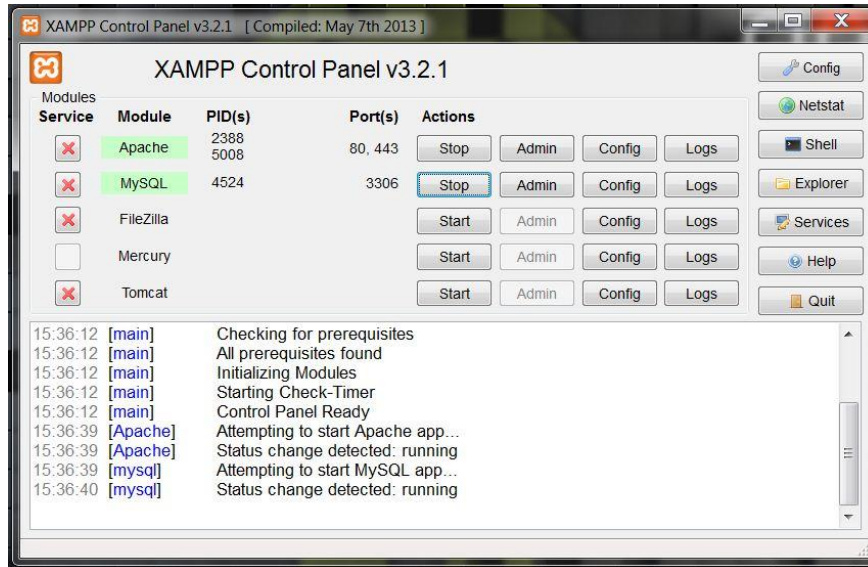 XAMPP Control Panel v3.2.1 [ Compiled: May 7th 2013 ]
XAMPP Control Panel v3.2.1
Config
Modules
Service Module PID(s) Port(s) Actions
Netstat
Apache 2388 5008 80, 443 Stop Admin Config Logs
Shell
MySQL 4524 3306 Stop Admin Config Logs
Explorer
FileZilla Start Admin Config Logs
Services
Mercury Start Admin Config Logs
Help
Tomcat Start Admin Config Logs
Quit
15:36:12 [main] Checking for prerequisites
15:36:12 [main] All prerequisites found
15:36:12 [main] Initializing Modules
15:36:12 [main] Starting Check-Timer
15:36:12 [main] Control Panel Ready
15:36:39 [Apache] Attempting to start Apache app...
15:36:39 [Apache] Status change detected: running
15:36:39 [mysql] Attempting to start MySQL app...
15:36:40 [mysql] Status change detected: running